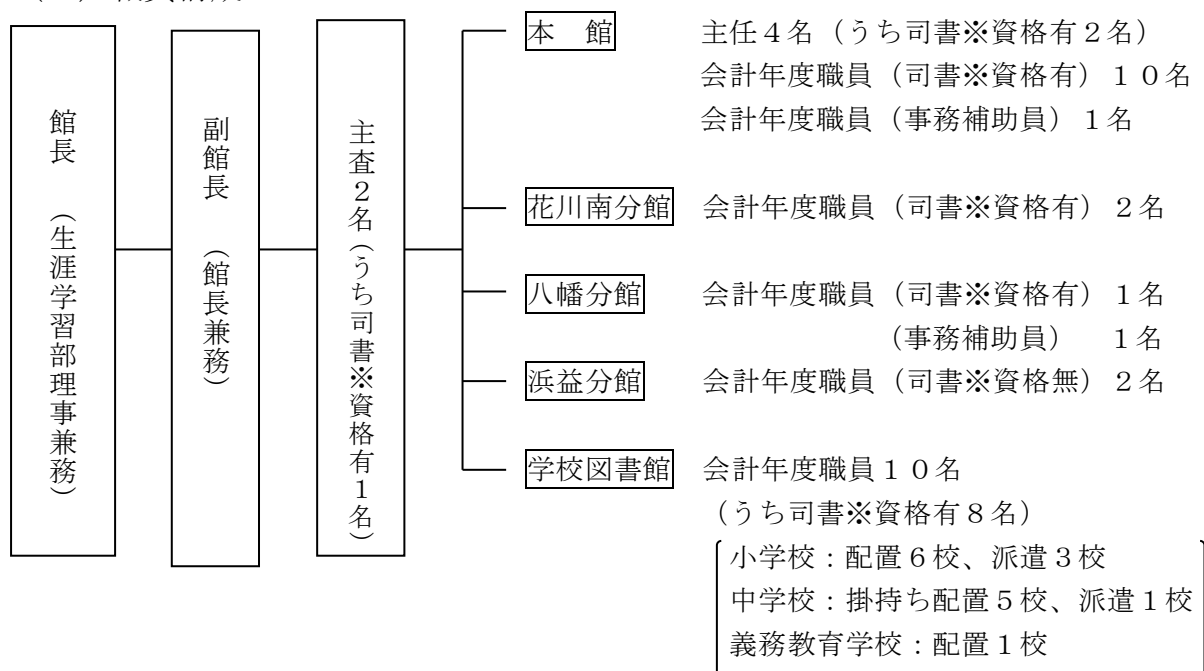 館長（生涯学習部理事兼務）
副館長（館長兼務）
主査２名（うち司書※資格有１名）
本　館　主任４名（うち司書※資格有２名）
会計年度職員（司書※資格有）１０名
会計年度職員（事務補助員）１名
花川南分館　会計年度職員（司書※資格有）２名
八幡分館　会計年度職員（司書※資格有）１名
（事務補助員）　１名
浜益分館　会計年度職員（司書※資格無）２名
学校図書館　会計年度職員１０名
（うち司書※資格有８名）
小学校：配置６校、派遣３校
中学校：掛持ち配置５校、派遣１校
義務教育学校：配置１校